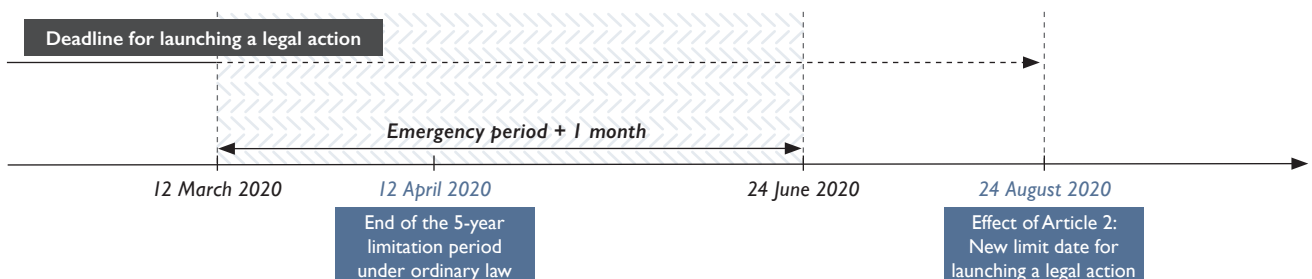 Deadline for launching a legal action
Emergency period + 1 month
12 March 2020
12 April 2020
24 June 2020
24 August 2020
End of the 5-year
limitation period
under ordinary law
Effect of Article 2:
New limit date for
launching a legal action